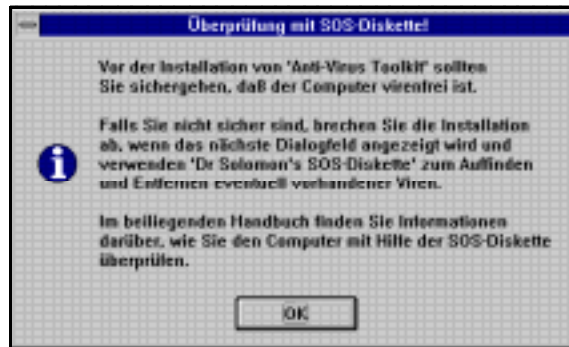 Überprüfung mit SOS-Diskette!
Vor der Installation von 'Anti-Virus Toolkit' sollten
Sie sichergehen, daß der Computer virenfrei ist.
Falls Sie nicht sicher sind, brechen Sie die Installation
ab, wenn das nächste Dialogfeld angezeigt wird und
verwenden 'Dr Solomon's SOS-Diskette' zum Auffinden
und Entfernen eventuell vorhandener Viren.
Im beiliegenden Handbuch finden Sie Informationen
darüber, wie Sie den Computer mit Hilfe der SOS-Diskette
überprüfen.
OK